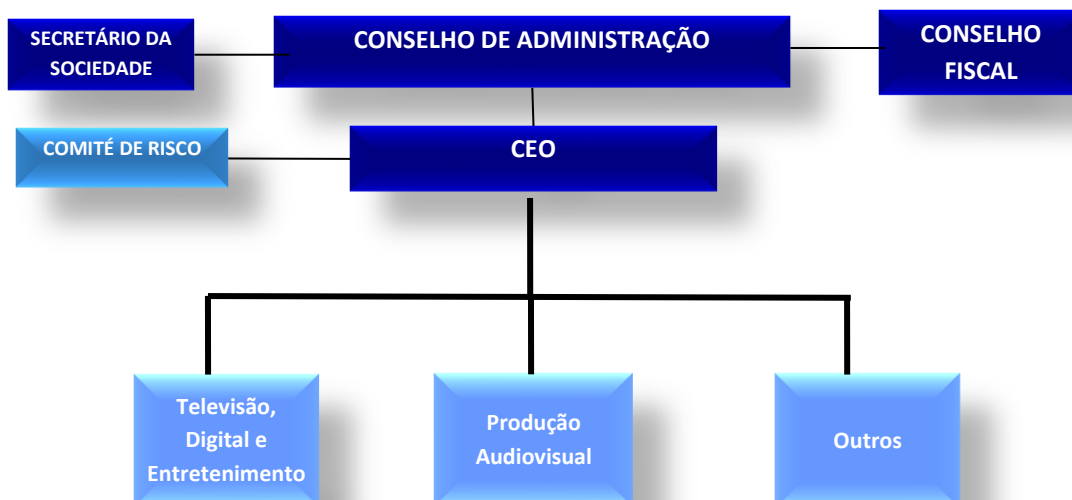 SECRETÁRIO DA
SOCIEDADE
CONSELHO DE ADMINISTRAÇÃO
CONSELHO
FISCAL
COMITÉ DE RISCO
CEO
Televisão,
Digital e
Entretenimento
Produção
Audiovisual
Outros